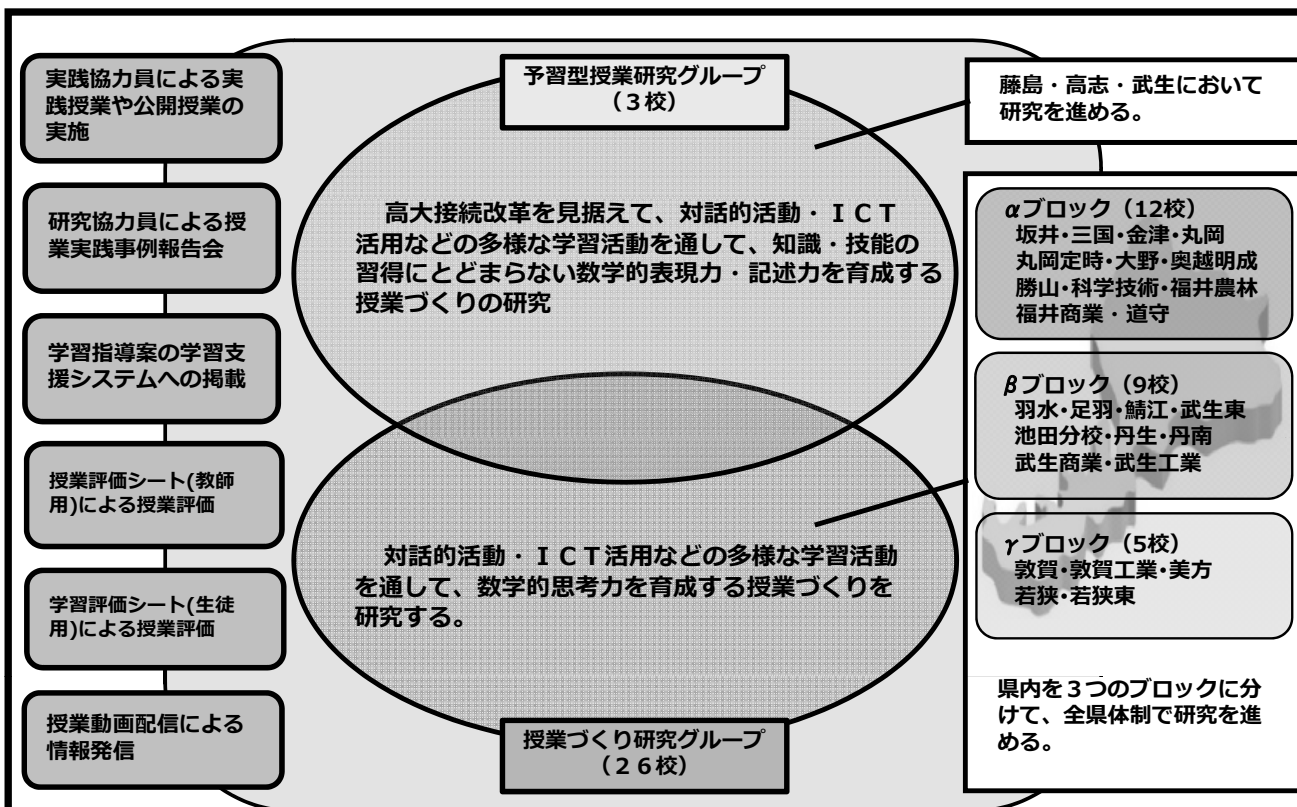 実践協力員による実
践授業や公開授業の
実施
研究協力員による授
業実践事例報告会
学習指導案の学習支
援システムへの掲載
授業評価シート(教師
用)による授業評価
学習評価シート(生徒
用)による授業評価
授業動画配信による
情報発信
予習型授業研究グループ
（３校）
高大接続改革を見据えて、対話的活動・ＩＣＴ
活用などの多様な学習活動を通して、知識・技能の
習得にとどまらない数学的表現力・記述力を育成する
授業づくりの研究
対話的活動・ＩＣＴ活用などの多様な学習活動
を通して、数学的思考力を育成する授業づくりを
研究する。
授業づくり研究グループ
（２６校）
藤島・高志・武生において
研究を進める。
αブロック（12校）
坂井・三国・金津・丸岡
丸岡定時・大野・奥越明成
勝山・科学技術・福井農林
福井商業・道守
βブロック（9校）
羽水・足羽・鯖江・武生東
池田分校・丹生・丹南
武生商業・武生工業
γブロック（5校）
敦賀・敦賀工業・美方
若狭・若狭東
県内を３つのブロックに分
けて、全県体制で研究を進
める。